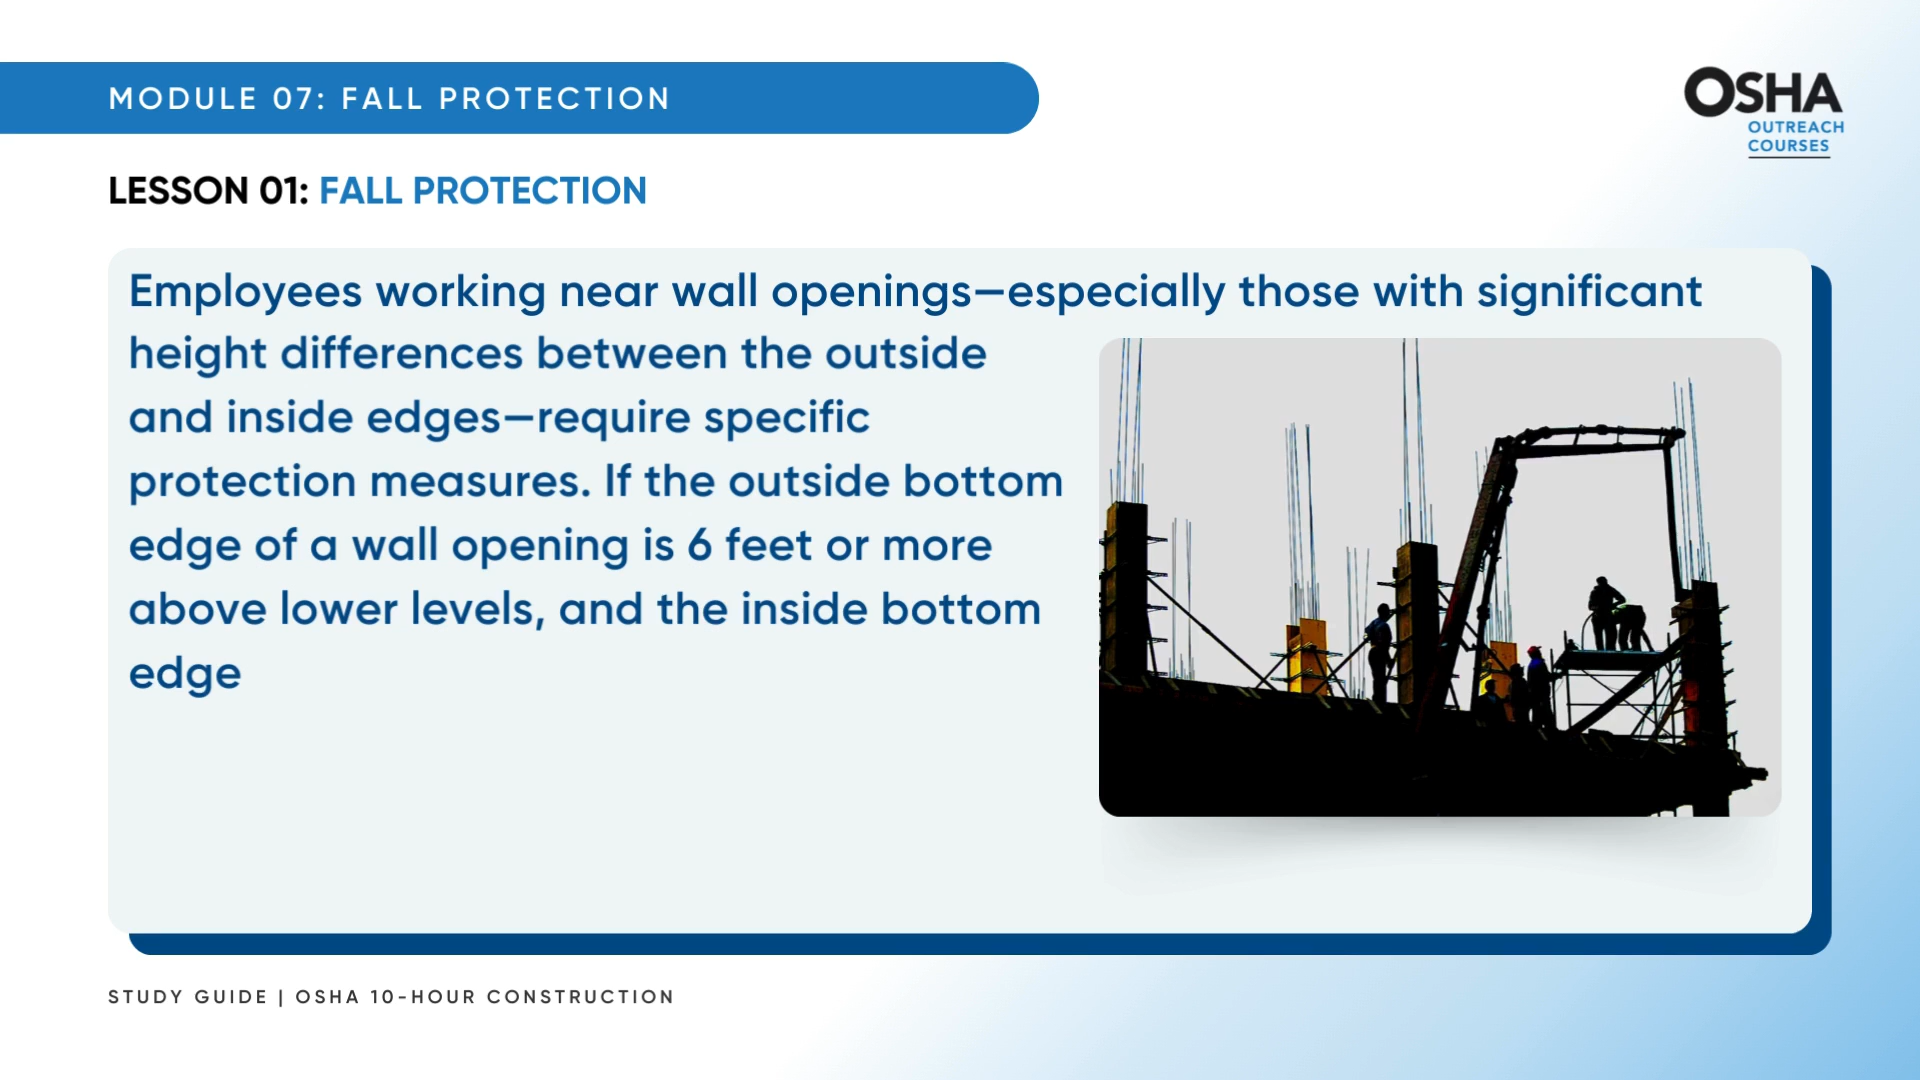 MODULE 07: FALL PROTECTION
OSHA
OUTREACH
COURSES
LESSON 01: FALL PROTECTION
Employees working near wall openings—especially those with significant
height differences between the outside
and inside edges—require specific
protection measures. If the outside bottom
edge of a wall opening is 6 feet or more
above lower levels, and the inside bottom
edge
STUDY GUIDE | OSHA 10-HOUR CONSTRUCTION